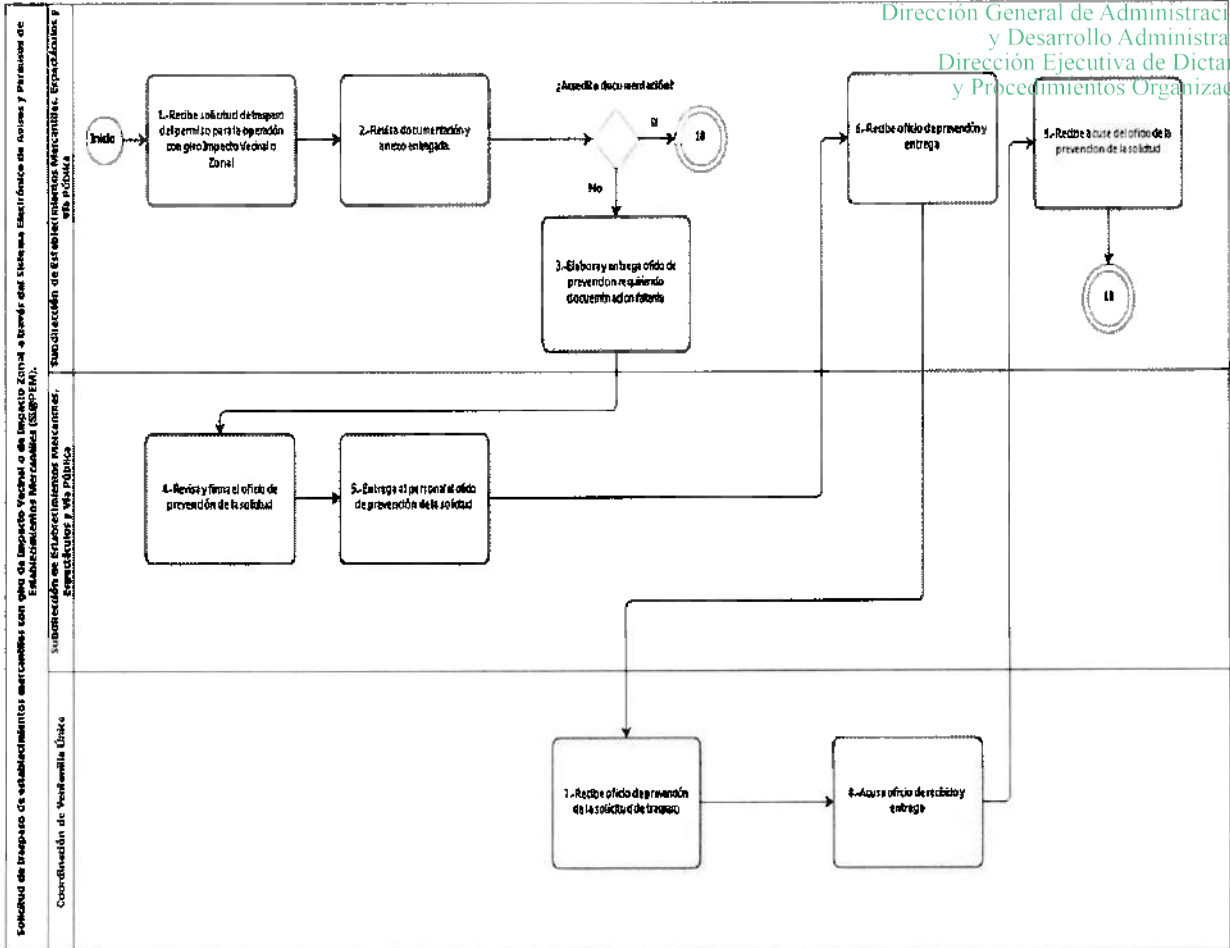 Dirección General de Administraci
y Desarrollo Administra
Dirección Ejecutiva de Dicta
y Procedimientos Organizac
Solicitud de traspaso de establecimientos mercantiles con giro de Impacto Vecinal o de Impacto Zonal a través del Sistema Electrónico de Avisos y Permisos de
Establecimientos Mercantiles
Subdirección de Establecimientos Mercantiles, Espectáculos y
Vía Pública
Inicio
1.-Recibe solicitud de traspaso
del permiso para la operación
con giro Impacto Vecinal o
Zonal
2.-Revisa documentación y
anexo entregada.
¿Acredita documentación?
Si
10
No
3.-Elabora y entrega oficio de
prevencion requiriendo
documentacion faltante
6.-Recibe oficio de prevención y
entrega
9.-Recibe acuse del oficio de la
prevencion de la solicitud
Subdirección de Establecimientos Mercantiles,
Espectáculos y Vía Pública
4.-Revisa y firma el oficio de
prevención de la solicitud
5.-Entrega al personal el oficio
de prevención de la solicitud
Coordinación de Ventanilla Única
7.-Recibe oficio de prevención
de la solicitud de traspaso
8.-Acusa oficio de recibido y
entrega